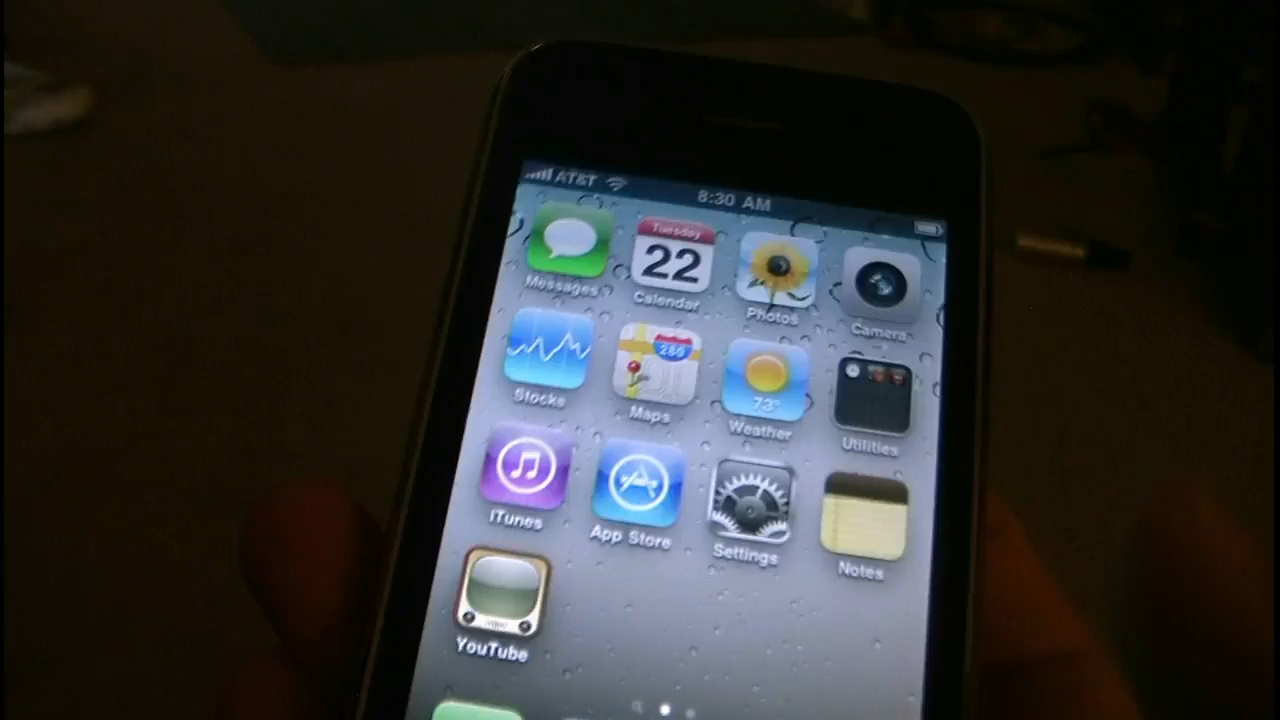 AT&T 8:30 AM
Tuesday
22
Messages Calendar Photos Camera
280
73°
Stocks Maps Weather Utilities
iTunes App Store Settings Notes
YouTube